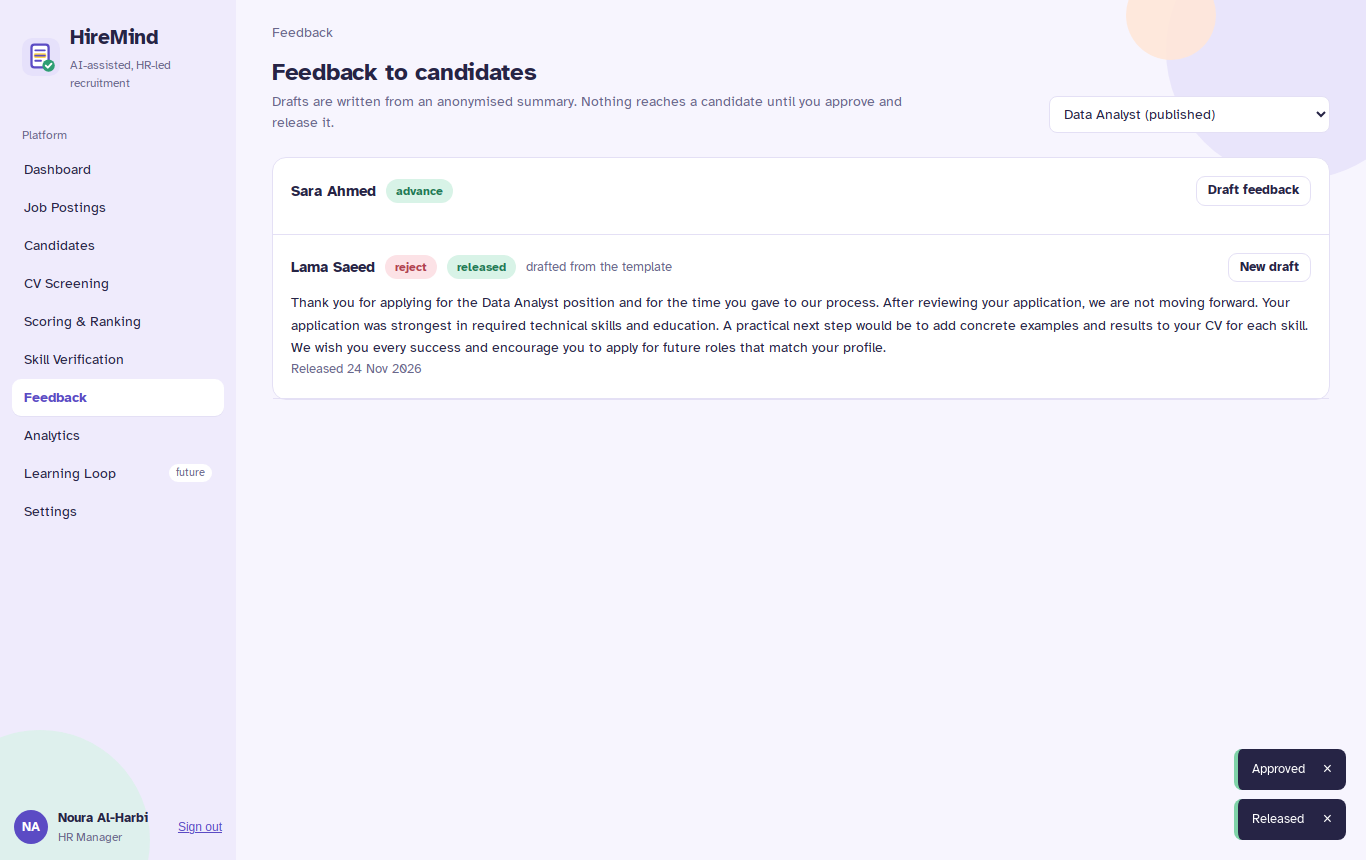 HireMind
AI-assisted, HR-led
recruitment
Platform
Dashboard
Job Postings
Candidates
CV Screening
Scoring & Ranking
Skill Verification
Feedback
Analytics
Learning Loop future
Settings
NA
Noura Al-Harbi
HR Manager
Sign out
Feedback
Feedback to candidates
Drafts are written from an anonymised summary. Nothing reaches a candidate until you approve and
release it.
Data Analyst (published)
Sara Ahmed advance Draft feedback
Lama Saeed reject released drafted from the template New draft
Thank you for applying for the Data Analyst position and for the time you gave to our process. After reviewing your application, we are not moving forward. Your
application was strongest in required technical skills and education. A practical next step would be to add concrete examples and results to your CV for each skill.
We wish you every success and encourage you to apply for future roles that match your profile.
Released 24 Nov 2026
Approved ×
Released ×